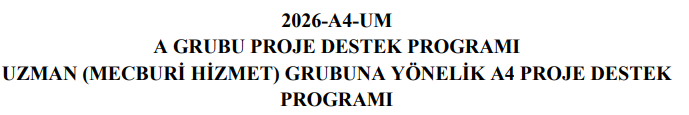 2026-A4-UM
A GRUBU PROJE DESTEK PROGRAMI
UZMAN (MECBURİ HİZMET) GRUBUNA YÖNELİK A4 PROJE DESTEK
PROGRAMI